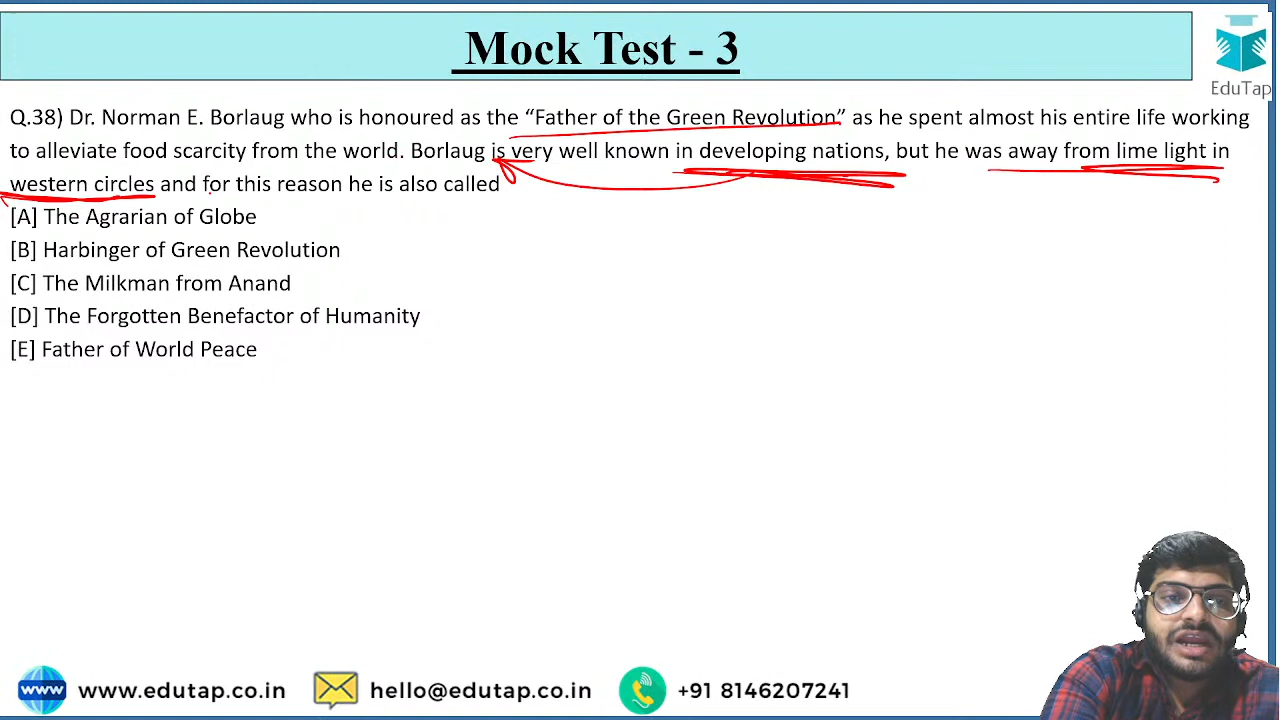 Mock Test - 3
EduTap
Q.38) Dr. Norman E. Borlaug who is honoured as the “Father of the Green Revolution” as he spent almost his entire life working
to alleviate food scarcity from the world. Borlaug is very well known in developing nations, but he was away from lime light in
western circles and for this reason he is also called
[A] The Agrarian of Globe
[B] Harbinger of Green Revolution
[C] The Milkman from Anand
[D] The Forgotten Benefactor of Humanity
[E] Father of World Peace
www www.edutap.co.in hello@edutap.co.in +91 8146207241